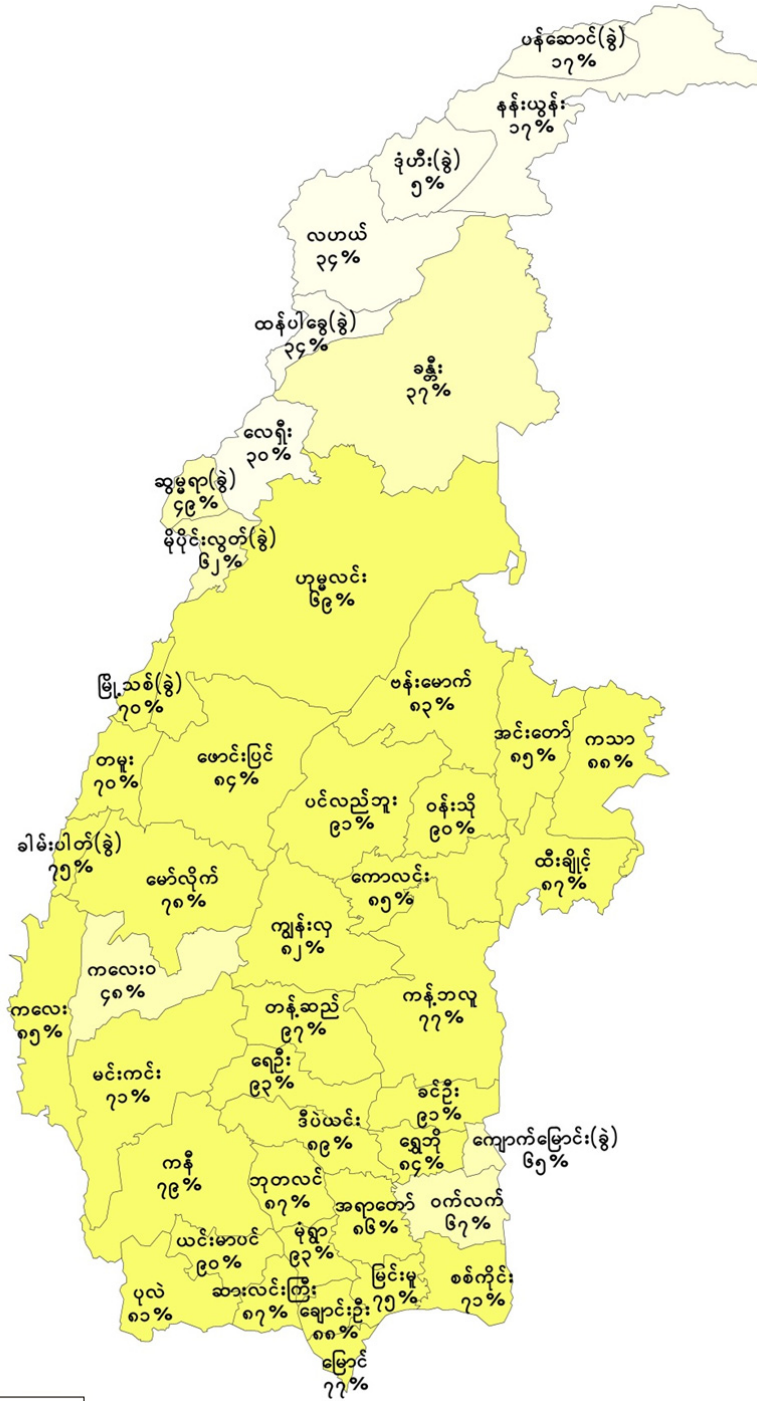 ပန်ဆောင်(ခွဲ)
၁၇%
နန်းယွန်း
၁၇%
ဒုံဟီး(ခွဲ)
၅%
လဟယ်
၃၄%
ထန်ပါခွေ(ခွဲ)
၃၄%
ခန္တီး
၃၇%
လေရှီး
၃၀%
ဆွမ္မရာ(ခွဲ)
၄၉%
မိုပိုင်းလွတ်(ခွဲ)
၆၂%
ဟုမ္မလင်း
၆၉%
မြို့သစ်(ခွဲ)
၇၀%
ဗန်းမောက်
၈၃%
အင်းတော်
၈၅%
ကသာ
၈၈%
တမူး
၇၀%
ဖောင်းပြင်
၈၄%
ပင်လည်ဘူး
၉၁%
ဝန်းသို
၉၀%
ခါမ်းပါတ်(ခွဲ)
၇၅%
မော်လိုက်
၇၈%
ကောလင်း
၈၅%
ထီးချိုင့်
၈၇%
ကျွန်းလှ
၈၂%
ကလေးဝ
၄၈%
ကလေး
၈၅%
တန့်ဆည်
၉၇%
ကန့်ဘလူ
၇၇%
မင်းကင်း
၇၁%
ရေဦး
၉၃%
ခင်ဦး
၉၁%
ဒီပဲယင်း
၈၉%
ရွှေဘို
၈၄%
ကျောက်မြောင်း(ခွဲ)
၆၅%
ကနီ
၇၉%
ဘုတလင်
၈၇%
အရာတော်
၈၆%
ဝက်လက်
၆၇%
ယင်းမာပင်
၉၀%
မုံရွာ
၉၃%
ပုလဲ
၈၁%
ဆားလင်းကြီး
၈၇%
ချောင်းဦး
၈၈%
မြင်းမူ
၇၅%
စစ်ကိုင်း
၇၁%
မြောင်
၇၇%